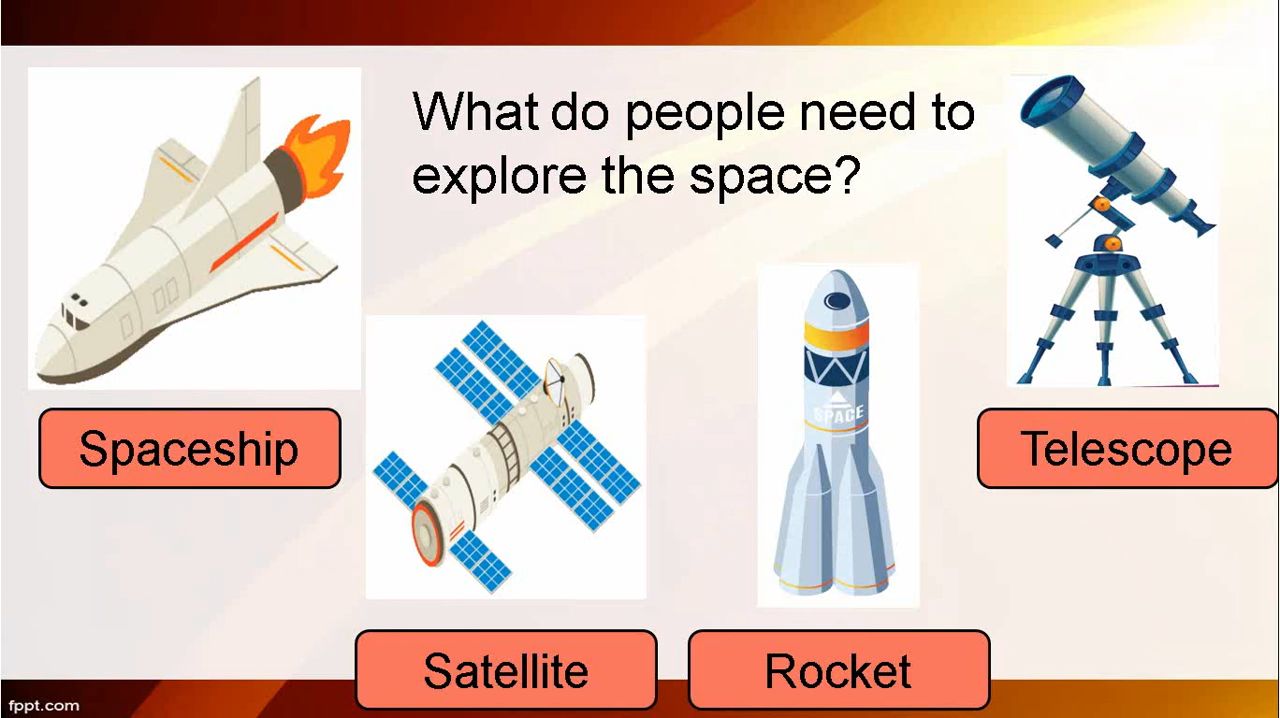 What do people need to
explore the space?
SPACE
Spaceship
Telescope
Satellite
Rocket
fppt.com